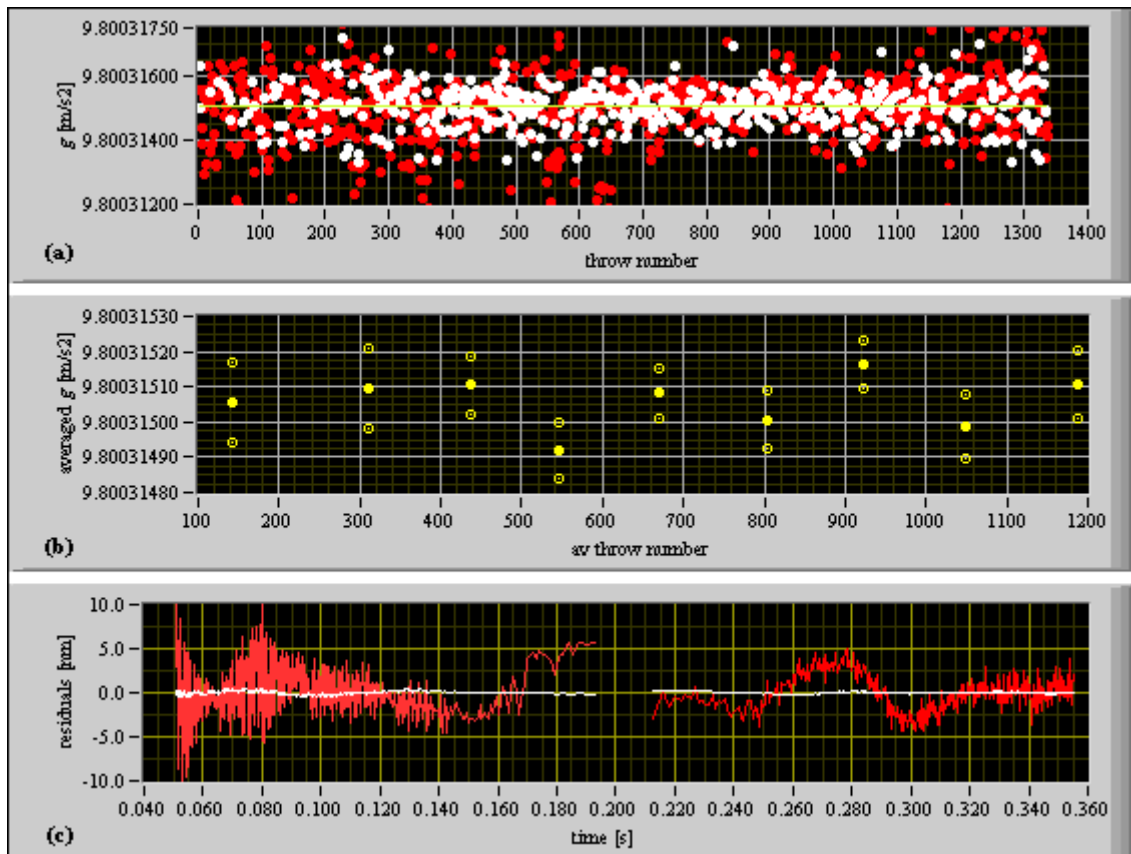 9.80031750
9.80031600
9.80031400
9.80031200
g [m/s2]
0 100 200 300 400 500 600 700 800 900 1000 1100 1200 1300 1400
(a)
throw number
9.80031530
9.80031520
9.80031510
9.80031500
9.80031490
9.80031480
averaged g [m/s2]
100 200 300 400 500 600 700 800 900 1000 1100 1200
(b)
av throw number
10.0
5.0
0.0
-5.0
-10.0
residuals [nm]
0.040 0.060 0.080 0.100 0.120 0.140 0.160 0.180 0.200 0.220 0.240 0.260 0.280 0.300 0.320 0.340 0.360
(c)
time [s]